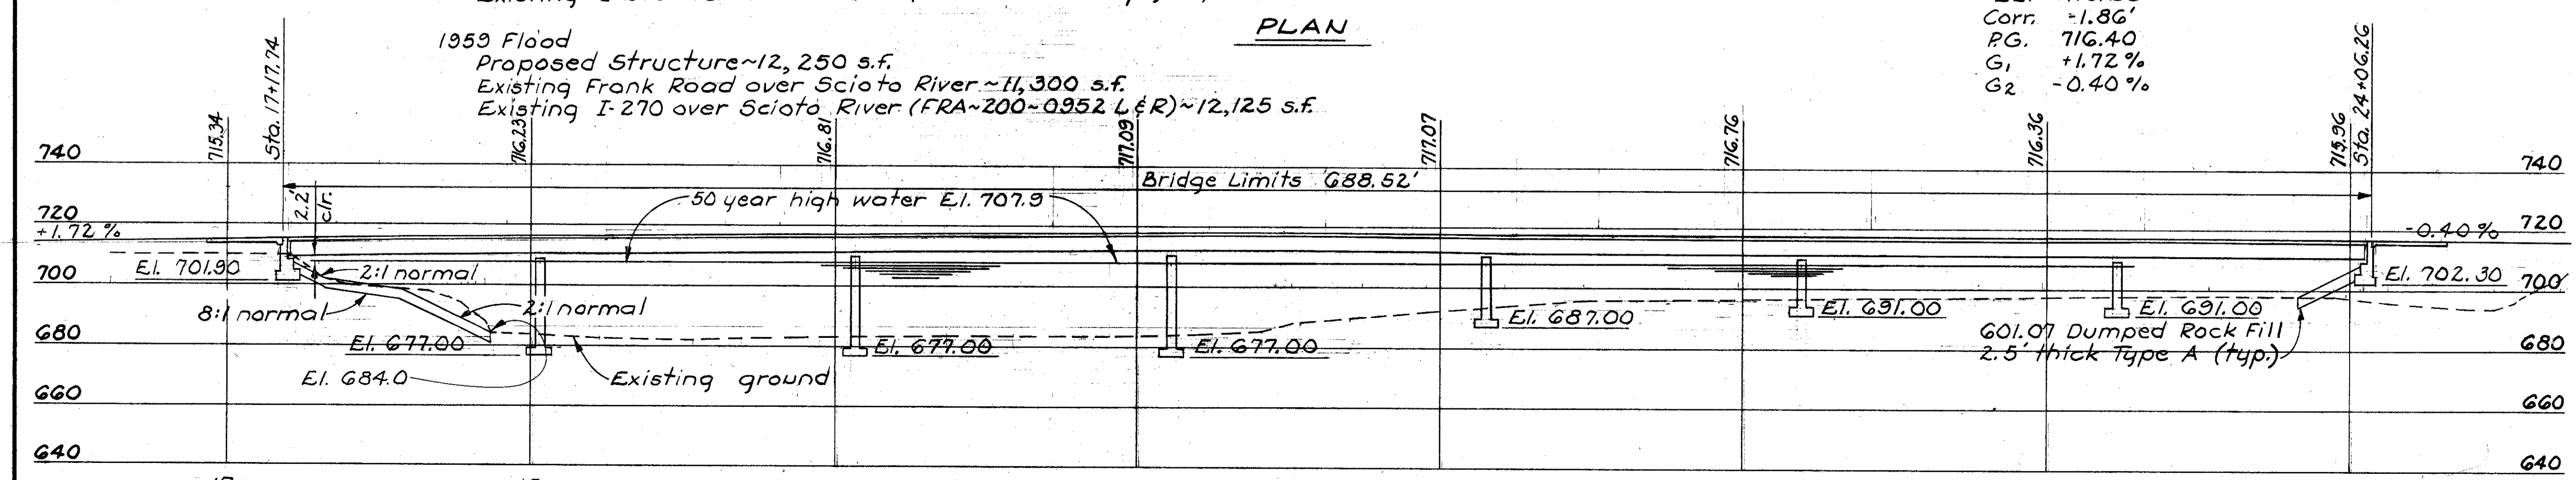 PLAN
1959 Flood
Proposed Structure~12,250 s.f.
Existing Frank Road over Scioto River ~11,300 s.f.
Existing I-270 over Scioto River (FRA~200~0952 L & R)~12,125 s.f.
Corr. -1.86'
P.G. 716.40
G1 +1.72 %
G2 -0.40 %
715.34
Sta. 17+17.74
716.23
716.81
717.09
717.07
716.76
716.36
715.96
Sta. 24+06.26
740
740
Bridge Limits 688.52'
2.2' clr.
50 year high water El. 707.9
720
720
+1.72 %
-0.40 %
El. 701.90
2:1 normal
700
700
El. 702.30
8:1 normal
2:1 normal
El. 687.00
El. 691.00
El. 691.00
601.07 Dumped Rock Fill
2.5' thick Type A (typ.)
680
680
El. 677.00
El. 677.00
El. 677.00
El. 684.0
Existing ground
660
660
640
640